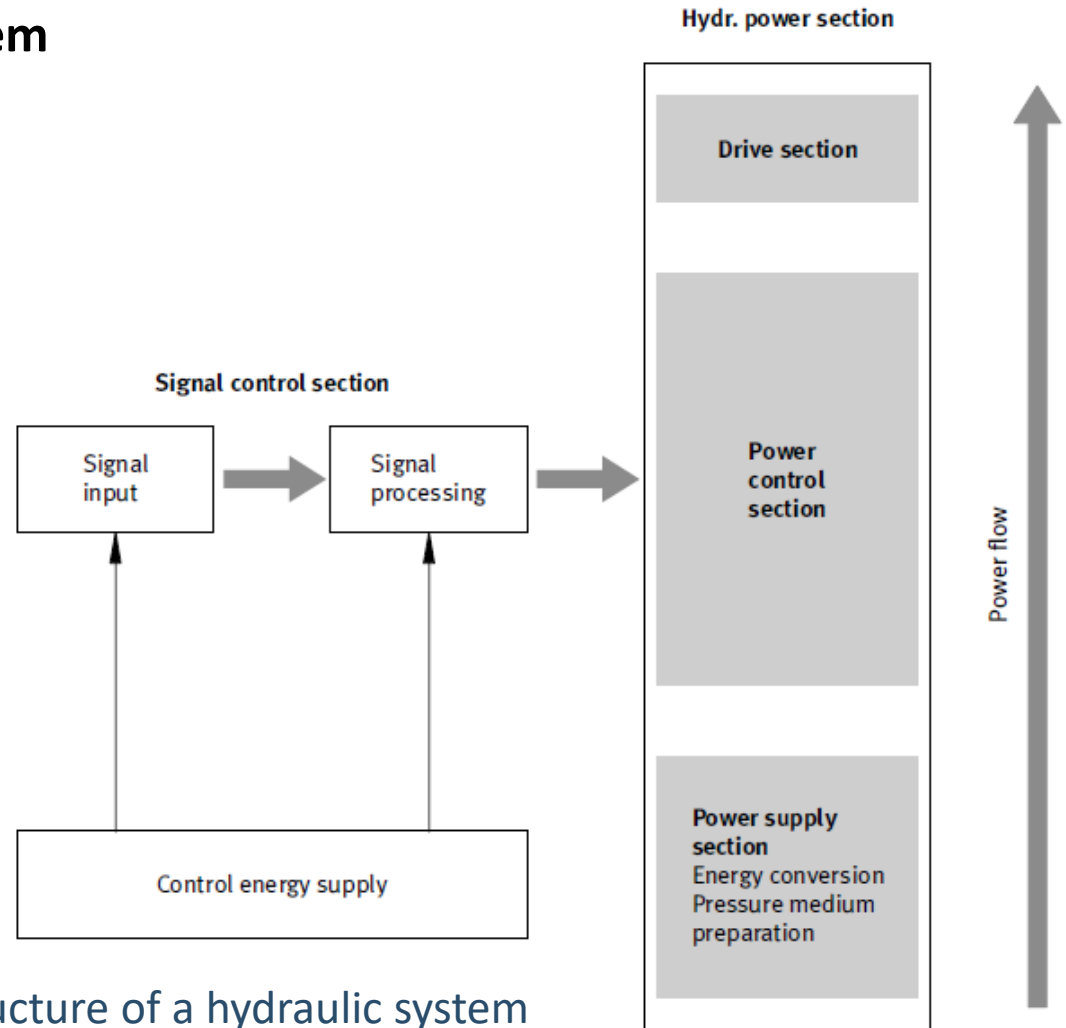 em
Hydr. power section
Drive section
Signal control section
Signal
input
Signal
processing
Power
control
section
Power flow
Control energy supply
Power supply
section
Energy conversion
Pressure medium
preparation
ucture of a hydraulic system